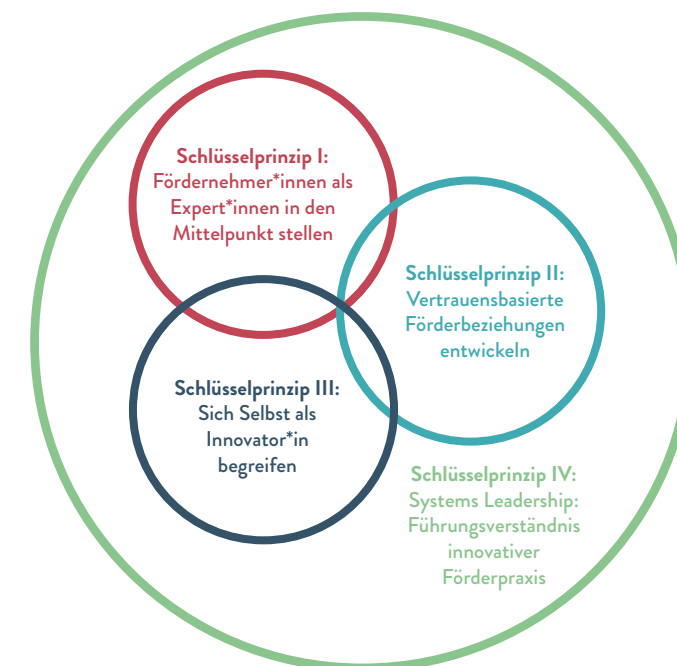 Schlüsselprinzip I:
Fördernehmer*innen als
Expert*innen in den
Mittelpunkt stellen
Schlüsselprinzip II:
Vertrauensbasierte
Förderbeziehungen
entwickeln
Schlüsselprinzip III:
Sich Selbst als
Innovator*in
begreifen
Schlüsselprinzip IV:
Systems Leadership:
Führungsverständnis
innovativer
Förderpraxis